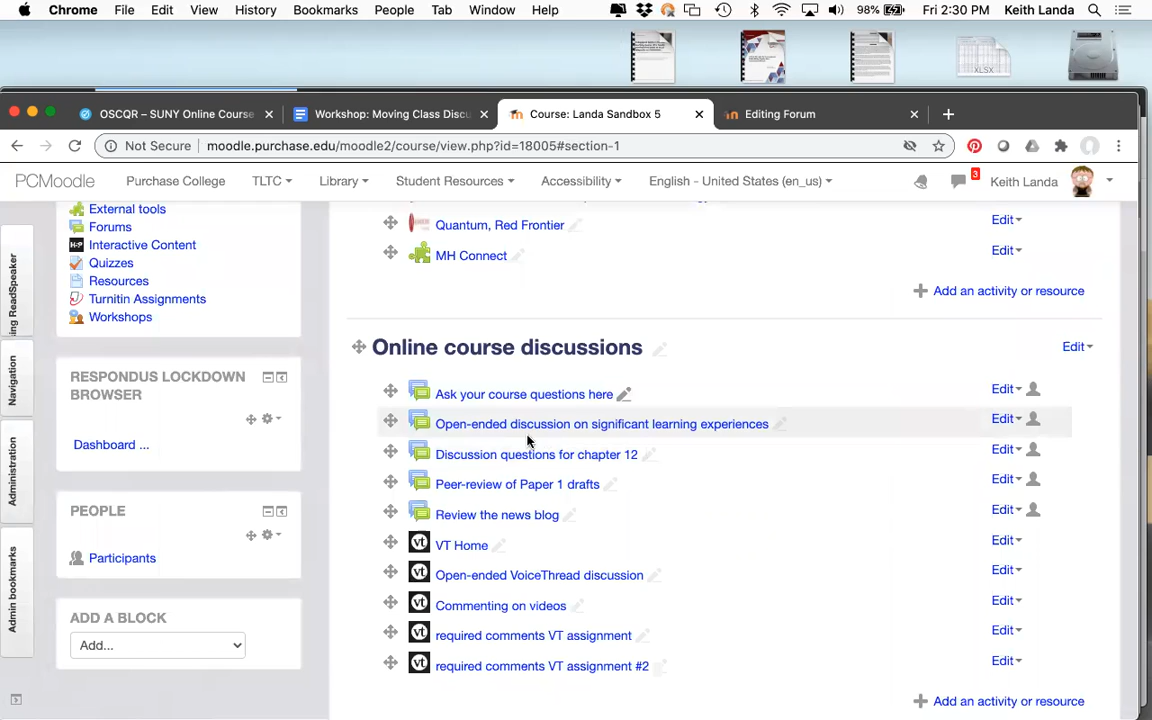 Chrome File Edit View History Bookmarks People Tab Window Help 98% Fri 2:30 PM Keith Landa
XLSX
OSCQR – SUNY Online Course Workshop: Moving Class Discu Course: Landa Sandbox 5 Editing Forum
Not Secure moodle.purchase.edu/moodle2/course/view.php?id=18005#section-1
PCMoodle Purchase College TLTC Library Student Resources Accessibility English - United States (en_us) 3 Keith Landa
External tools
Forums
Interactive Content
Quizzes
Resources
Turnitin Assignments
Workshops
RESPONDUS LOCKDOWN
BROWSER
Dashboard ...
PEOPLE
Participants
ADD A BLOCK
Add...
ing ReadSpeaker
Navigation
Administration
Admin bookmarks
Quantum, Red Frontier Edit
MH Connect Edit
Add an activity or resource
Online course discussions Edit
Ask your course questions here Edit
Open-ended discussion on significant learning experiences Edit
Discussion questions for chapter 12 Edit
Peer-review of Paper 1 drafts Edit
Review the news blog Edit
VT Home Edit
Open-ended VoiceThread discussion Edit
Commenting on videos Edit
required comments VT assignment Edit
required comments VT assignment #2 Edit
Add an activity or resource